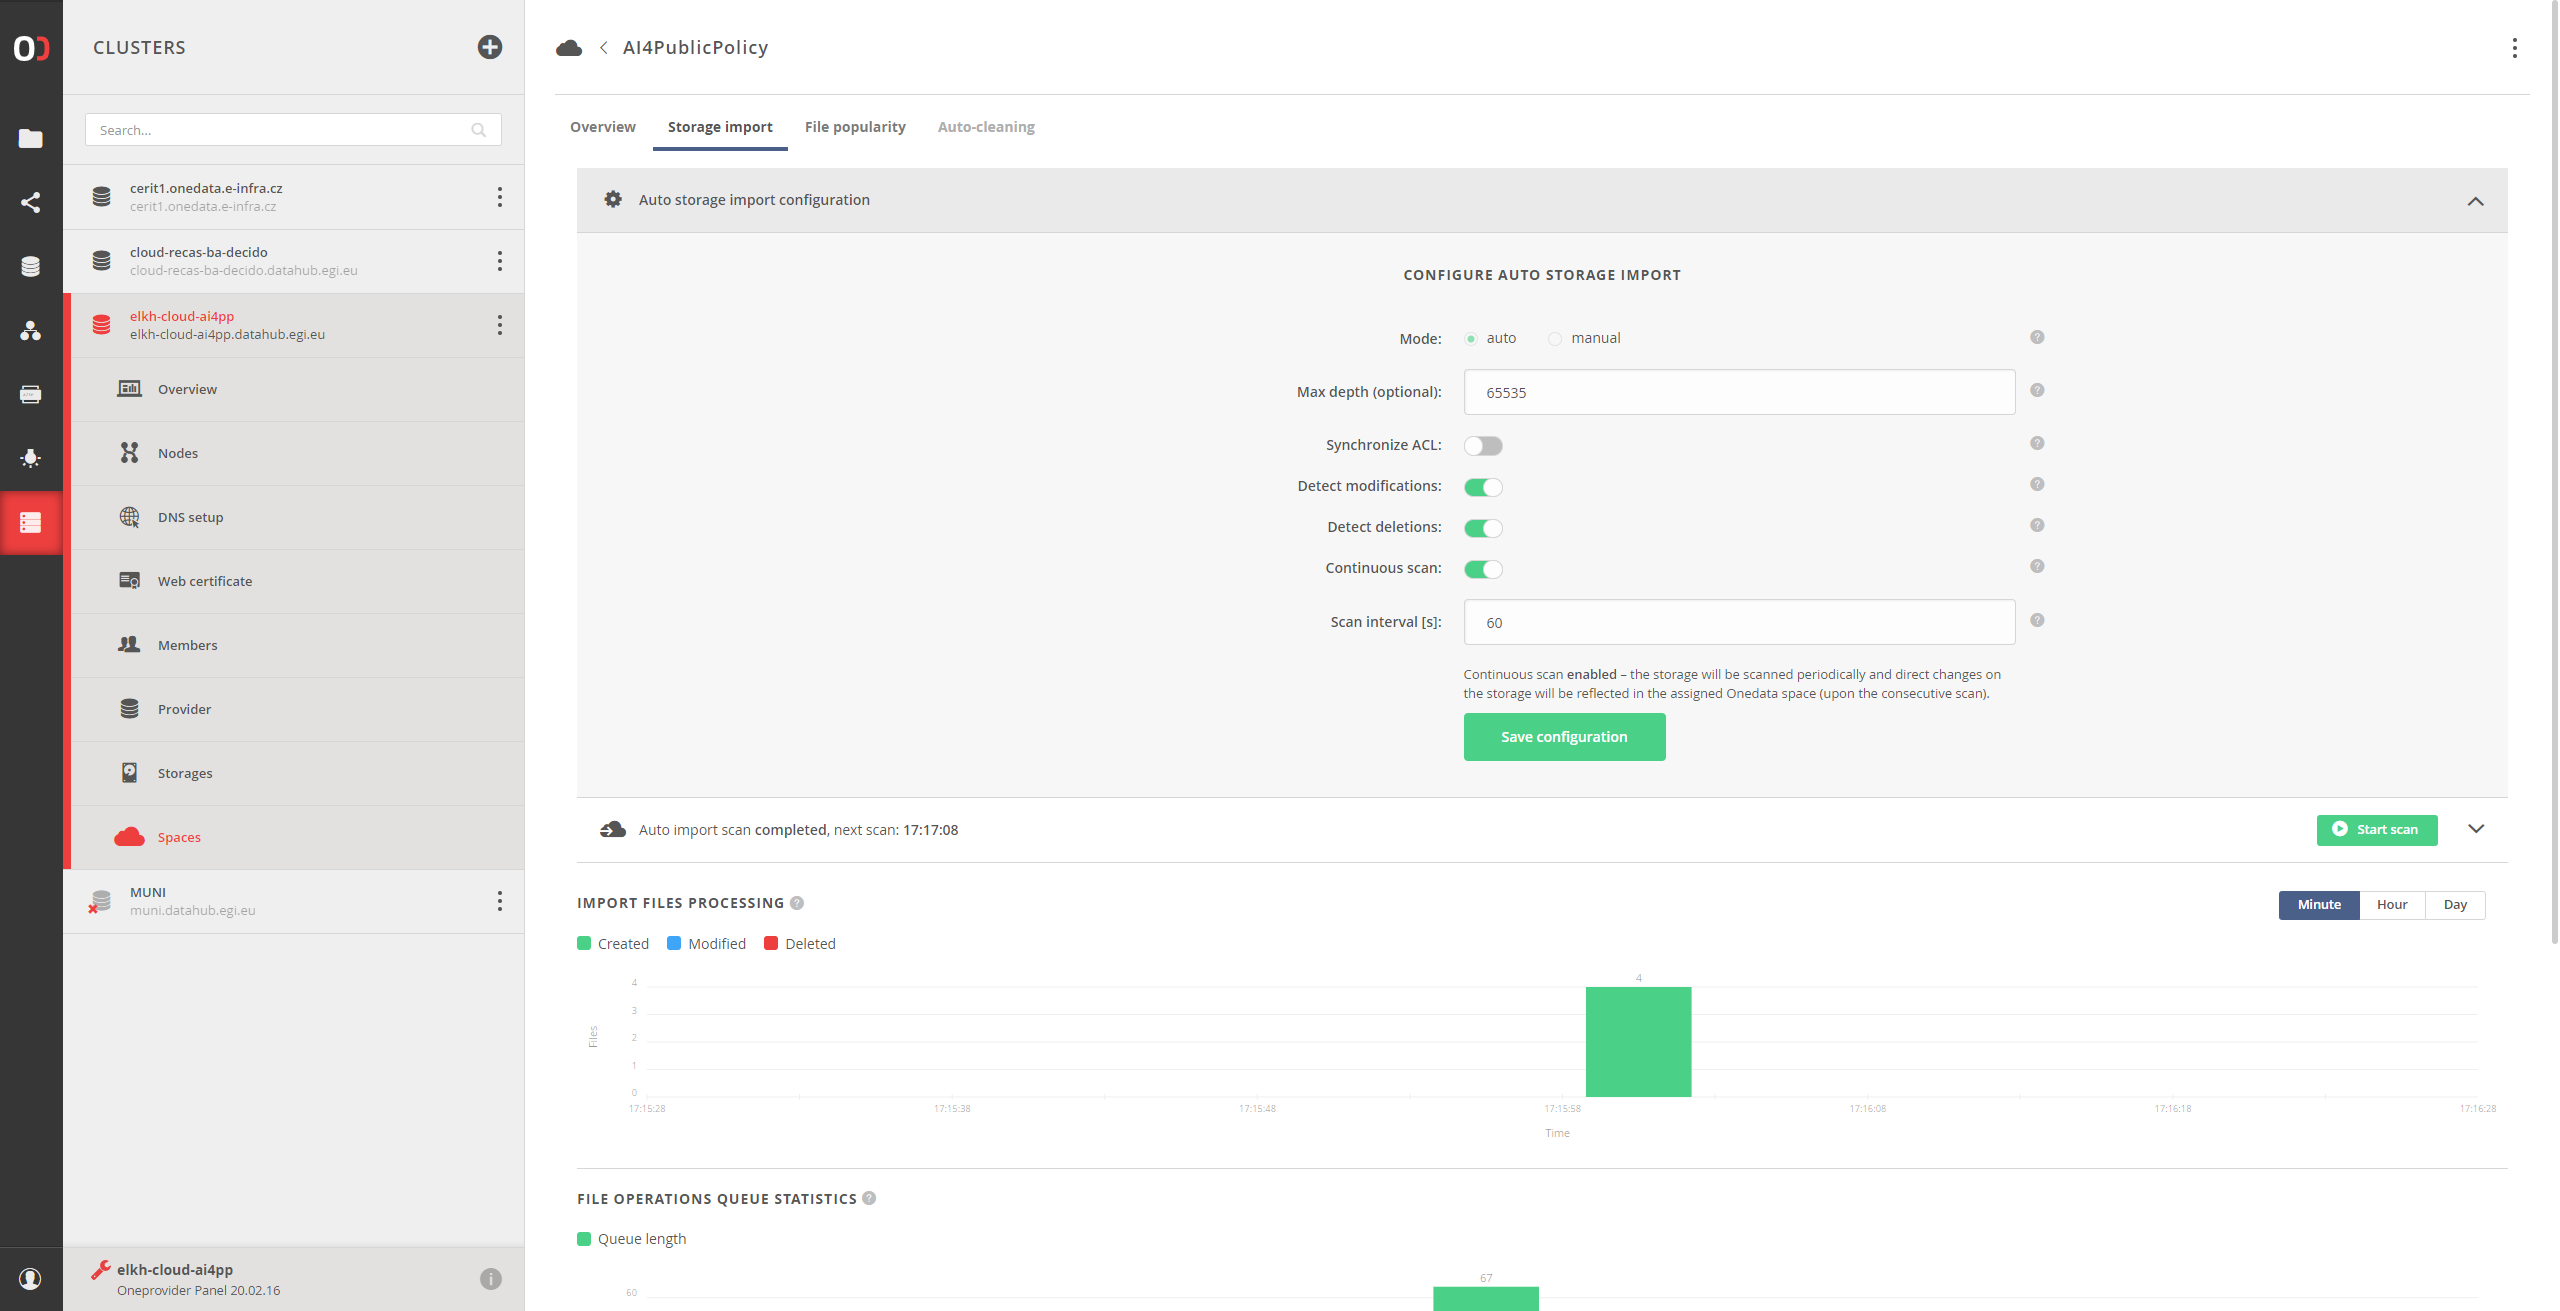 CLUSTERS
Search...
cerit1.onedata.e-infra.cz
cerit1.onedata.e-infra.cz
cloud-recas-ba-decido
cloud-recas-ba-decido.datahub.egi.eu
elkh-cloud-ai4pp
elkh-cloud-ai4pp.datahub.egi.eu
Overview
Nodes
DNS setup
Web certificate
Members
Provider
Storages
Spaces
MUNI
muni.datahub.egi.eu
elkh-cloud-ai4pp
Oneprovider Panel 20.02.16
AI4PublicPolicy
Overview Storage import File popularity Auto-cleaning
Auto storage import configuration
CONFIGURE AUTO STORAGE IMPORT
Mode: auto manual
Max depth (optional): 65535
Synchronize ACL:
Detect modifications:
Detect deletions:
Continuous scan:
Scan interval [s]: 60
Continuous scan enabled – the storage will be scanned periodically and direct changes on
the storage will be reflected in the assigned Onedata space (upon the consecutive scan).
Save configuration
Auto import scan completed, next scan: 17:17:08 Start scan
IMPORT FILES PROCESSING
Minute Hour Day
Created Modified Deleted
4
4
3
2
1
0
Files
17:15:28 17:15:38 17:15:48 17:15:58 17:16:08 17:16:18 17:16:28
Time
FILE OPERATIONS QUEUE STATISTICS
Queue length
67
60